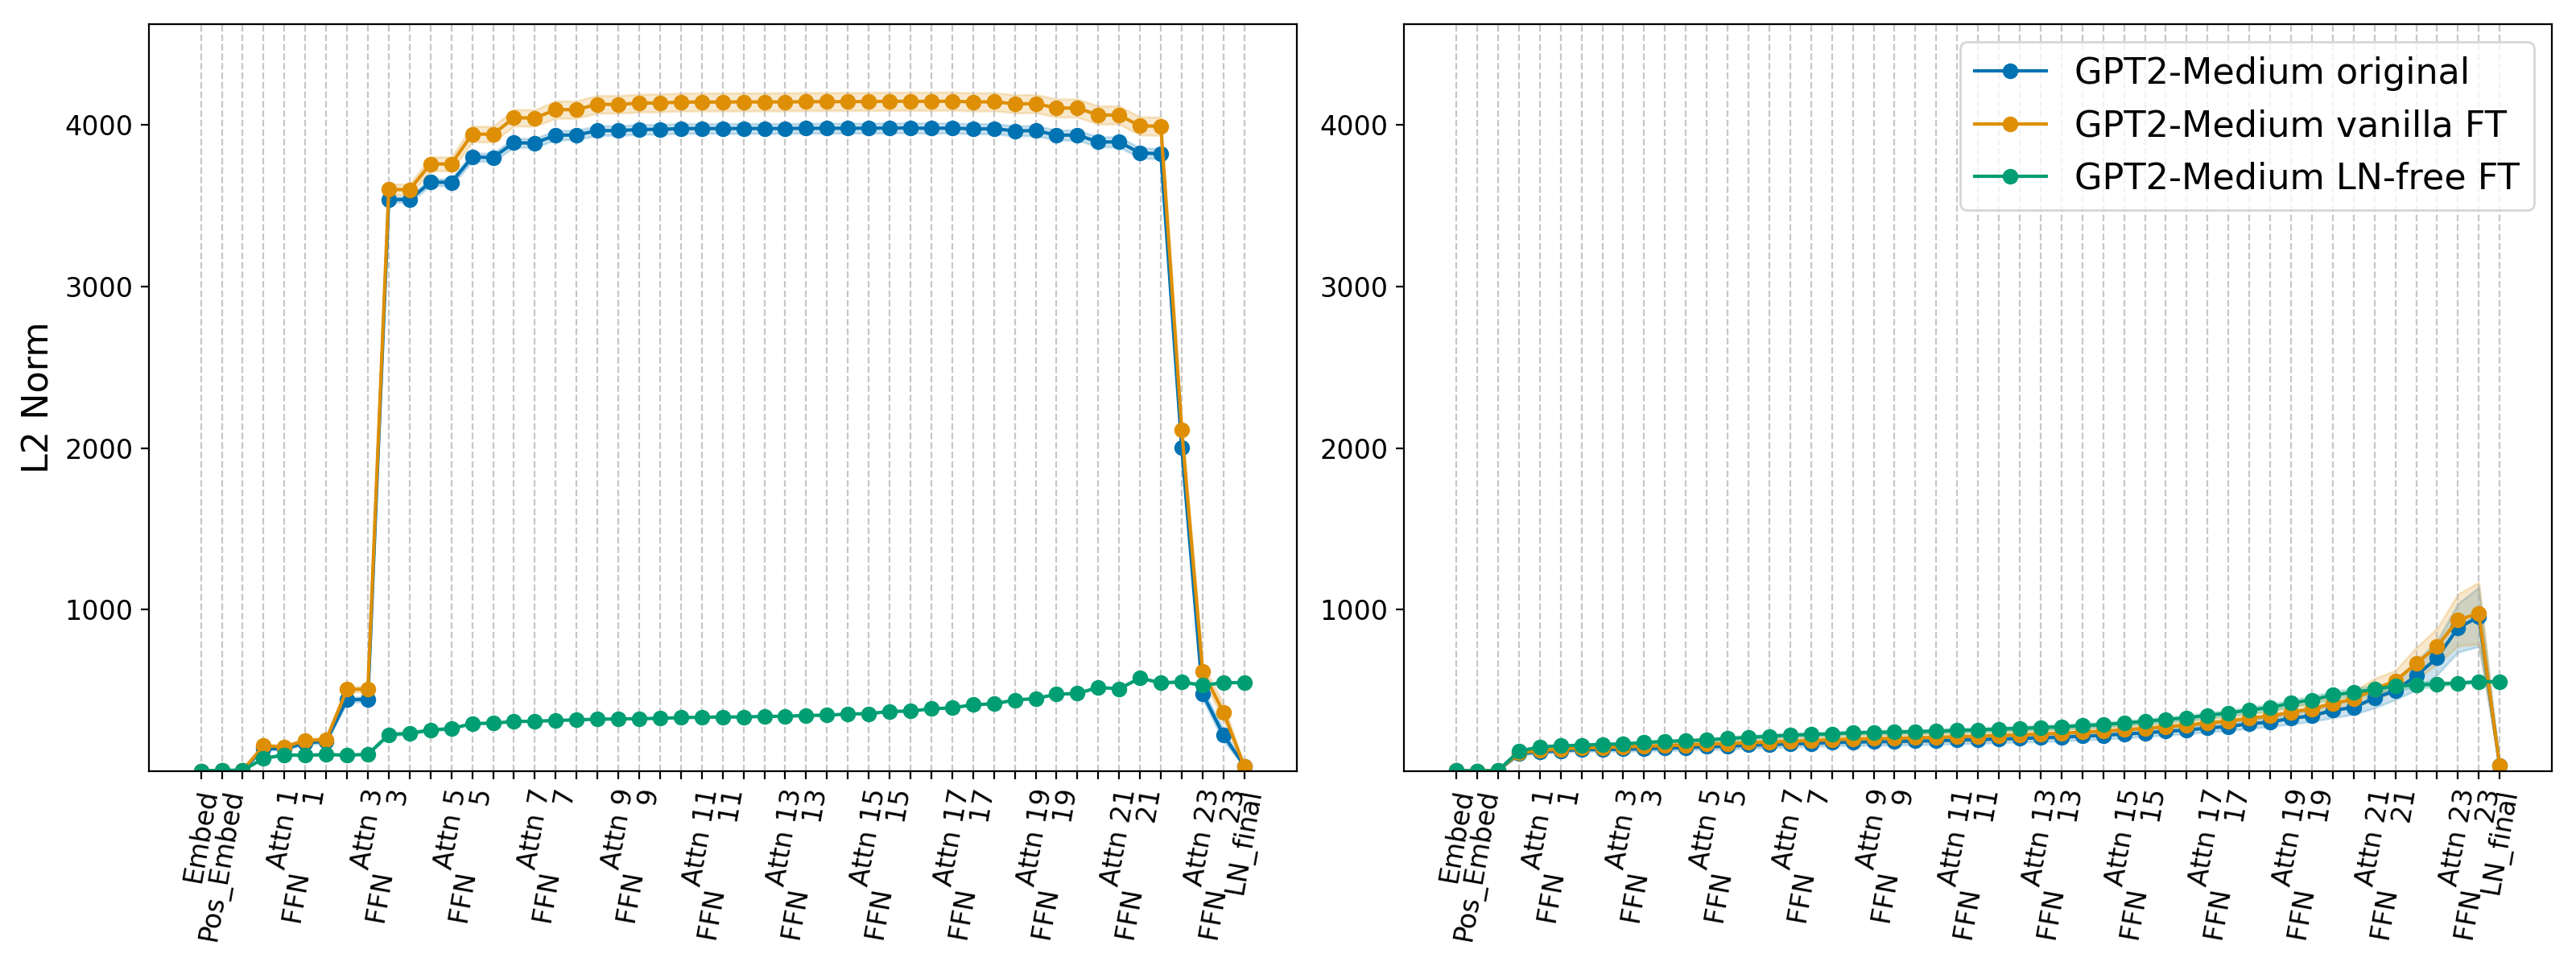 L2 Norm
4000
3000
2000
1000
Embed
Pos_Embed
Attn 1
FFN 1
Attn 3
FFN 3
Attn 5
FFN 5
Attn 7
FFN 7
Attn 9
FFN 9
Attn 11
FFN 11
Attn 13
FFN 13
Attn 15
FFN 15
Attn 17
FFN 17
Attn 19
FFN 19
Attn 21
FFN 21
Attn 23
FFN 23
LN_final
GPT2-Medium original
GPT2-Medium vanilla FT
GPT2-Medium LN-free FT
4000
3000
2000
1000
Embed
Pos_Embed
Attn 1
FFN 1
Attn 3
FFN 3
Attn 5
FFN 5
Attn 7
FFN 7
Attn 9
FFN 9
Attn 11
FFN 11
Attn 13
FFN 13
Attn 15
FFN 15
Attn 17
FFN 17
Attn 19
FFN 19
Attn 21
FFN 21
Attn 23
FFN 23
LN_final